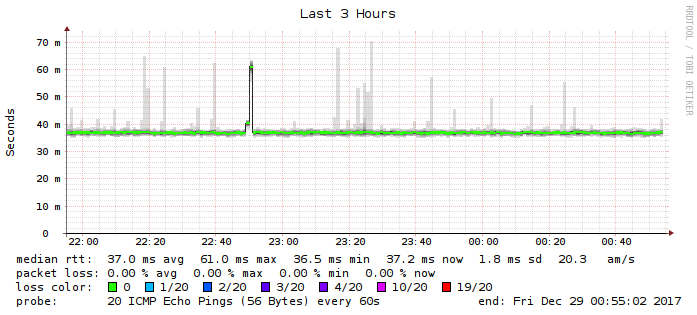 Last 3 Hours
RRDTOOL / TOBI OETIKER
Seconds
70 m
60 m
50 m
40 m
30 m
20 m
10 m
0
22:00 22:20 22:40 23:00 23:20 23:40 00:00 00:20 00:40
median rtt: 37.0 ms avg 61.0 ms max 36.5 ms min 37.2 ms now 1.8 ms sd 20.3 am/s
packet loss: 0.00 % avg 0.00 % max 0.00 % min 0.00 % now
loss color: 0 1/20 2/20 3/20 4/20 10/20 19/20
probe: 20 ICMP Echo Pings (56 Bytes) every 60s end: Fri Dec 29 00:55:02 2017